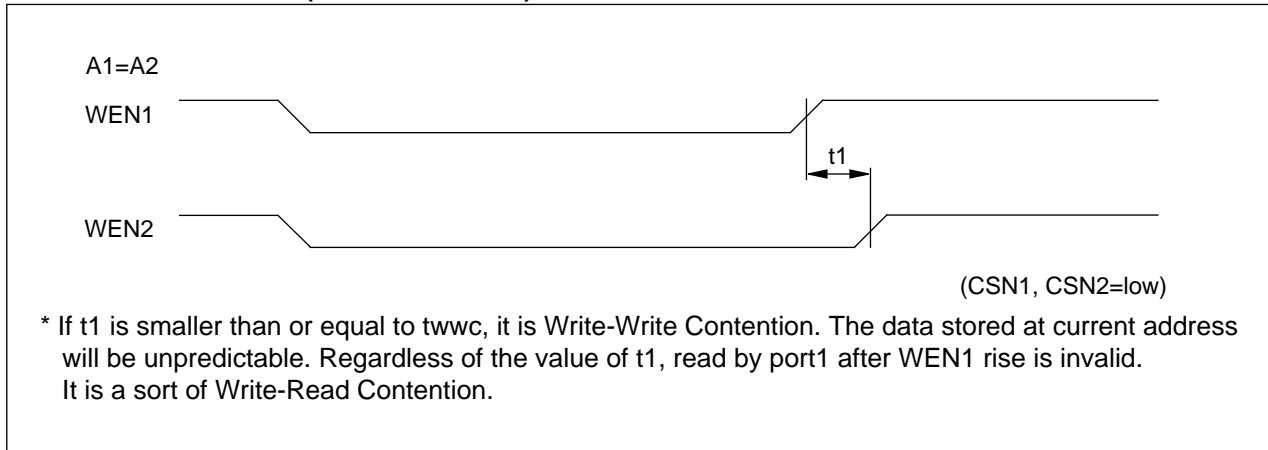 A1=A2
WEN1
t1
WEN2
(CSN1, CSN2=low)
* If t1 is smaller than or equal to twwc, it is Write-Write Contention. The data stored at current address
will be unpredictable. Regardless of the value of t1, read by port1 after WEN1 rise is invalid.
It is a sort of Write-Read Contention.